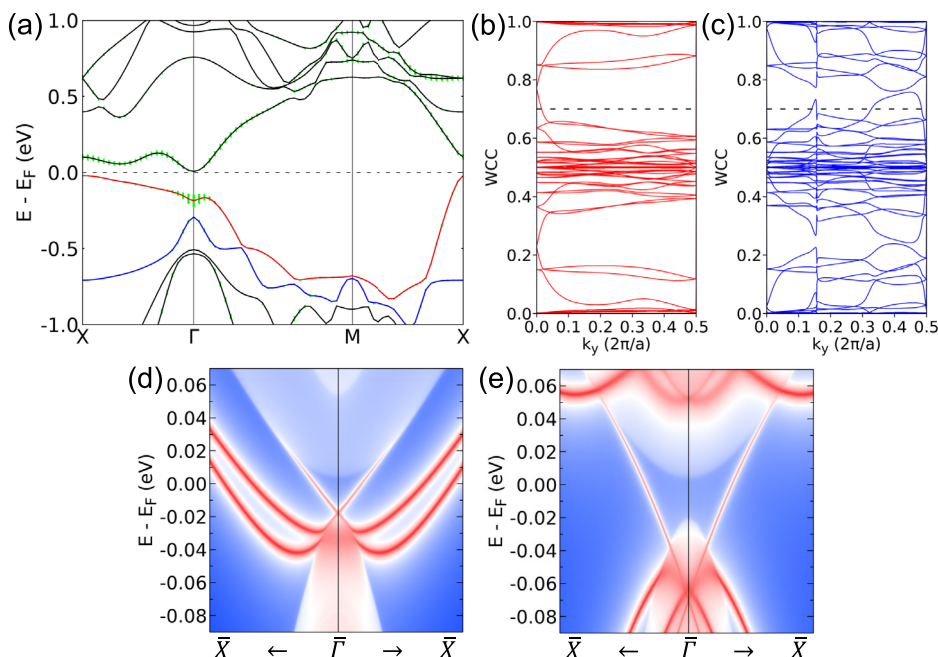 (a)
E - E_F (eV)
1.0
0.5
0.0
-0.5
-1.0
X Γ M X
(b)
WCC
1.0
0.8
0.6
0.4
0.2
0.0
0.0 0.1 0.2 0.3 0.4 0.5
k_y (2π/a)
(c)
WCC
1.0
0.8
0.6
0.4
0.2
0.0
0.0 0.1 0.2 0.3 0.4 0.5
k_y (2π/a)
(d)
E - E_F (eV)
0.06
0.04
0.02
0.00
-0.02
-0.04
-0.06
-0.08
X̅ ← Γ̅ → X̅
(e)
E - E_F (eV)
0.06
0.04
0.02
0.00
-0.02
-0.04
-0.06
-0.08
X̅ ← Γ̅ → X̅